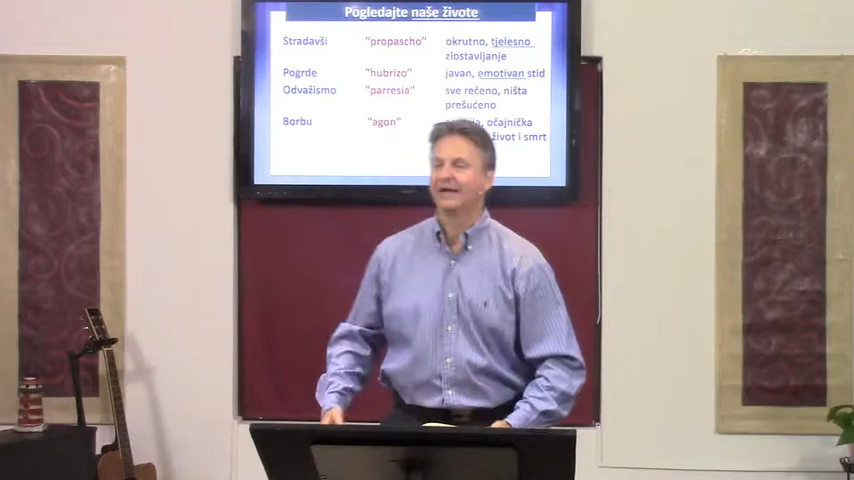 Pogledajte naše živote
Stradavši "propascho" okrutno, tjelesno
zlostavljanje
Pogrde "hubrizo" javan, emotivan stid
Odvažismo "parresia" sve rečeno, ništa
prešućeno
Borbu "agon" očajnička
život i smrt